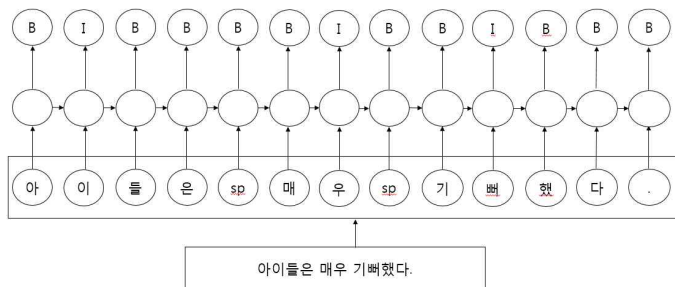 B I B B B B I B B I B B B
아 이 들 은 sp 매 우 sp 기 뻐 했 다 .
아이들은 매우 기뻐했다.